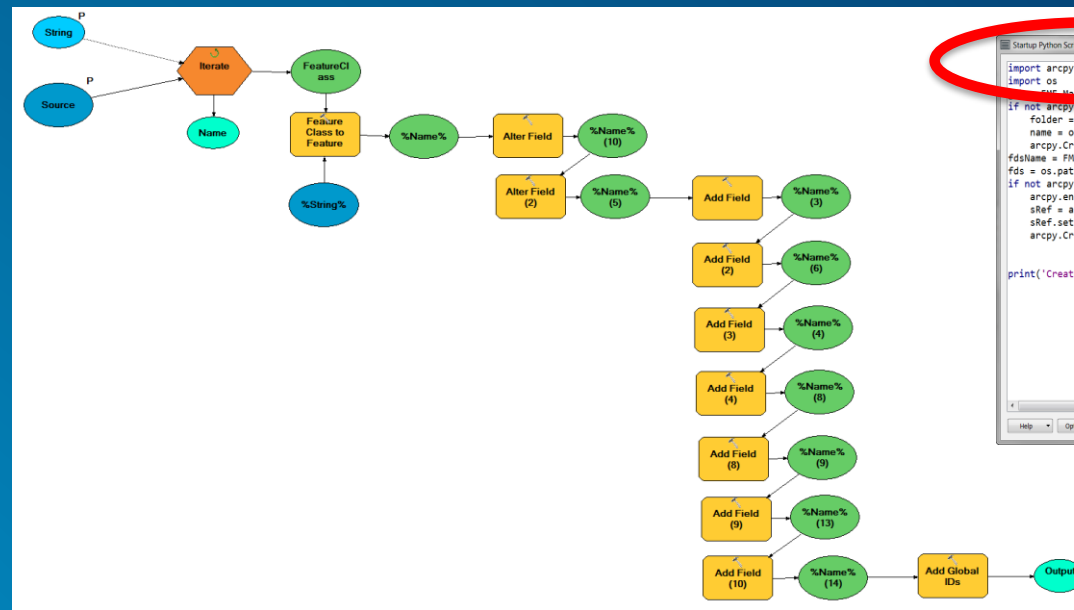 P
String
Iterate
FeatureCl
ass
P
Source
Name
Feature
Class to
Feature
%Name%
Alter Field
%Name%
(10)
%String%
Alter Field
(2)
%Name%
(5)
Add Field
%Name%
(3)
Add Field
(2)
%Name%
(6)
Add Field
(3)
%Name%
(4)
Add Field
(4)
%Name%
(8)
Add Field
(8)
%Name%
(9)
Add Field
(9)
%Name%
(13)
Add Field
(10)
%Name%
(14)
Add Global
IDs
Output
Startup Python Scr
import arcpy
import os
if not arcpy
folder =
name = o
arcpy.Cr
fdsName = FM
fds = os.pat
if not arcpy
arcpy.en
sRef = a
sRef.set
arcpy.Cr
print('Creat
Help
Op